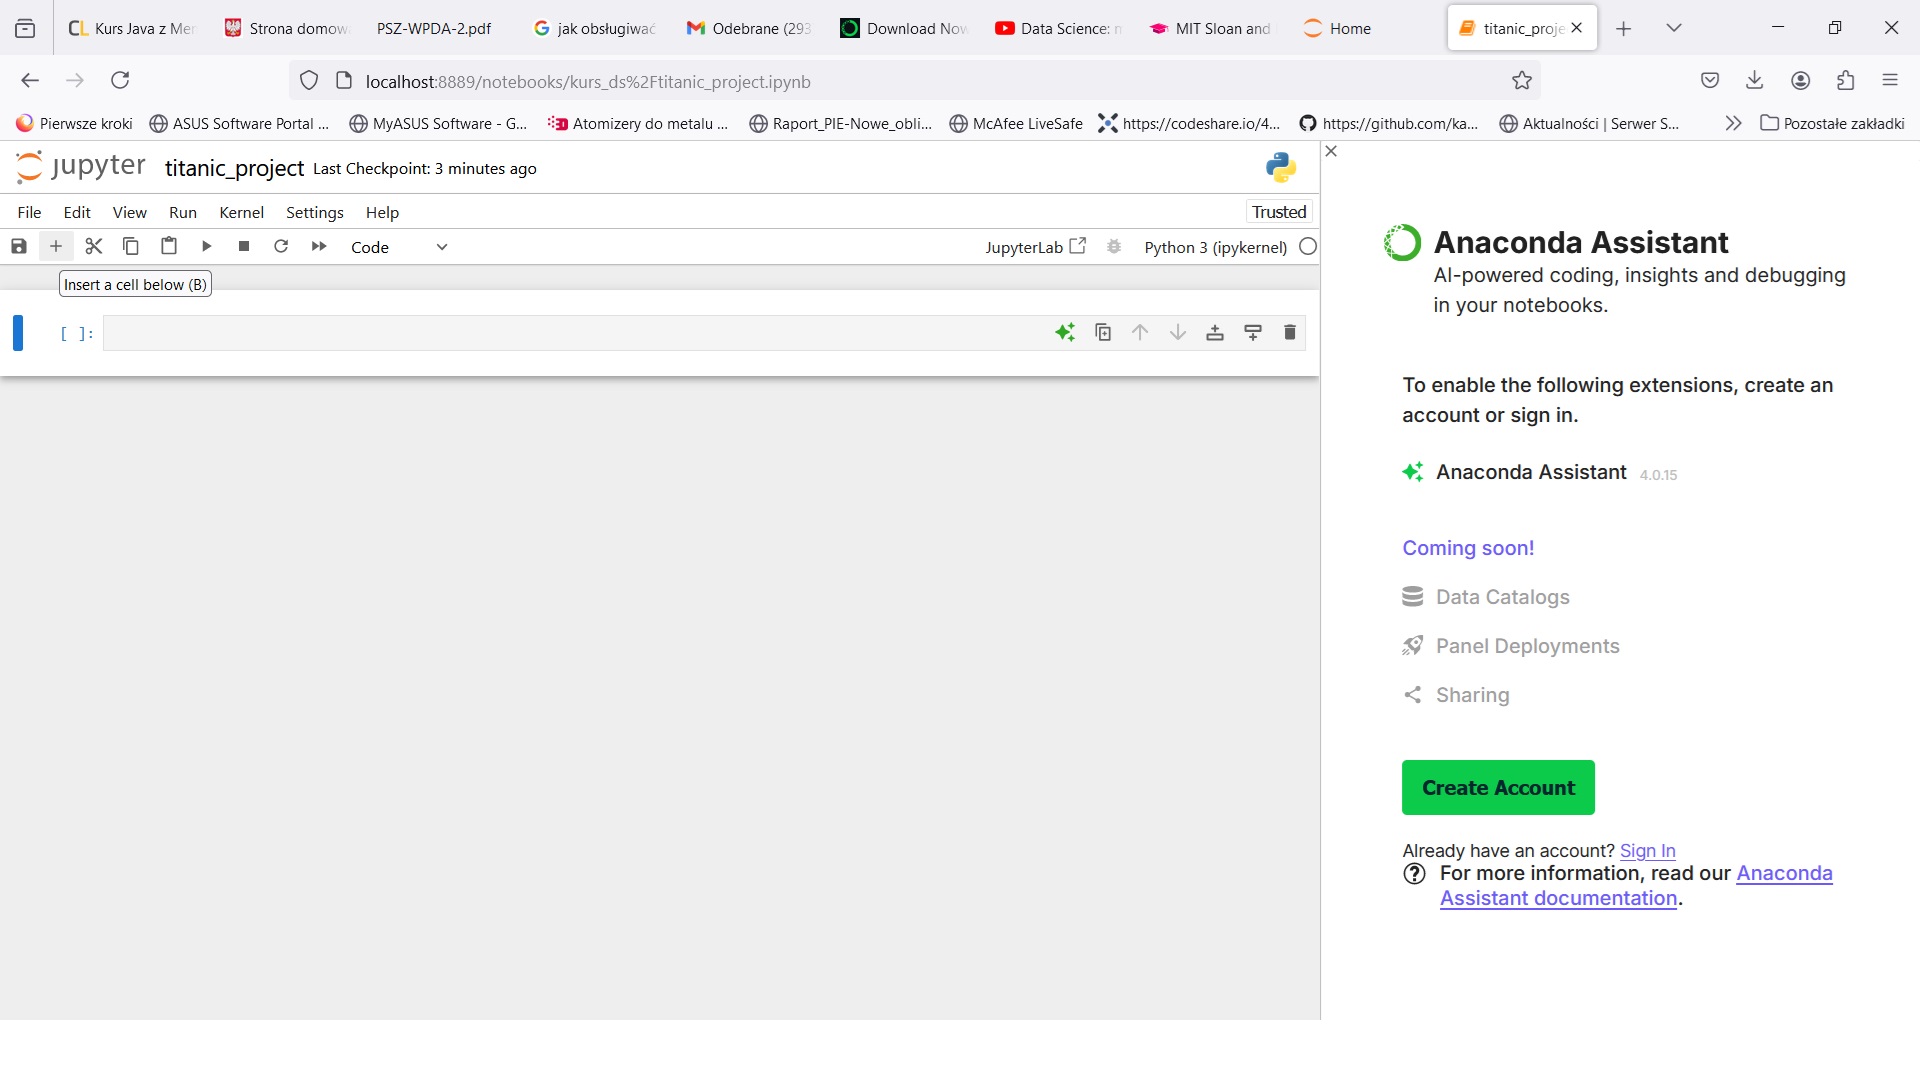 Kurs Java z Mer
Strona domow
PSZ-WPDA-2.pdf
jak obsługiwać
Odebrane (293
Download Now
Data Science: n
MIT Sloan and
Home
titanic_proje
localhost:8889/notebooks/kurs_ds%2Ftitanic_project.ipynb
Pierwsze kroki
ASUS Software Portal ...
MyASUS Software - G...
Atomizery do metalu ...
Raport_PIE-Nowe_obli...
McAfee LiveSafe
https://codeshare.io/4...
https://github.com/ka...
Aktualności | Serwer S...
Pozostałe zakładki
jupyter titanic_project Last Checkpoint: 3 minutes ago
File Edit View Run Kernel Settings Help
Trusted
Code
JupyterLab
Python 3 (ipykernel)
Insert a cell below (B)
[ ]:
Anaconda Assistant
AI-powered coding, insights and debugging
in your notebooks.
To enable the following extensions, create an
account or sign in.
Anaconda Assistant 4.0.15
Coming soon!
Data Catalogs
Panel Deployments
Sharing
Create Account
Already have an account? Sign In
For more information, read our Anaconda
Assistant documentation.